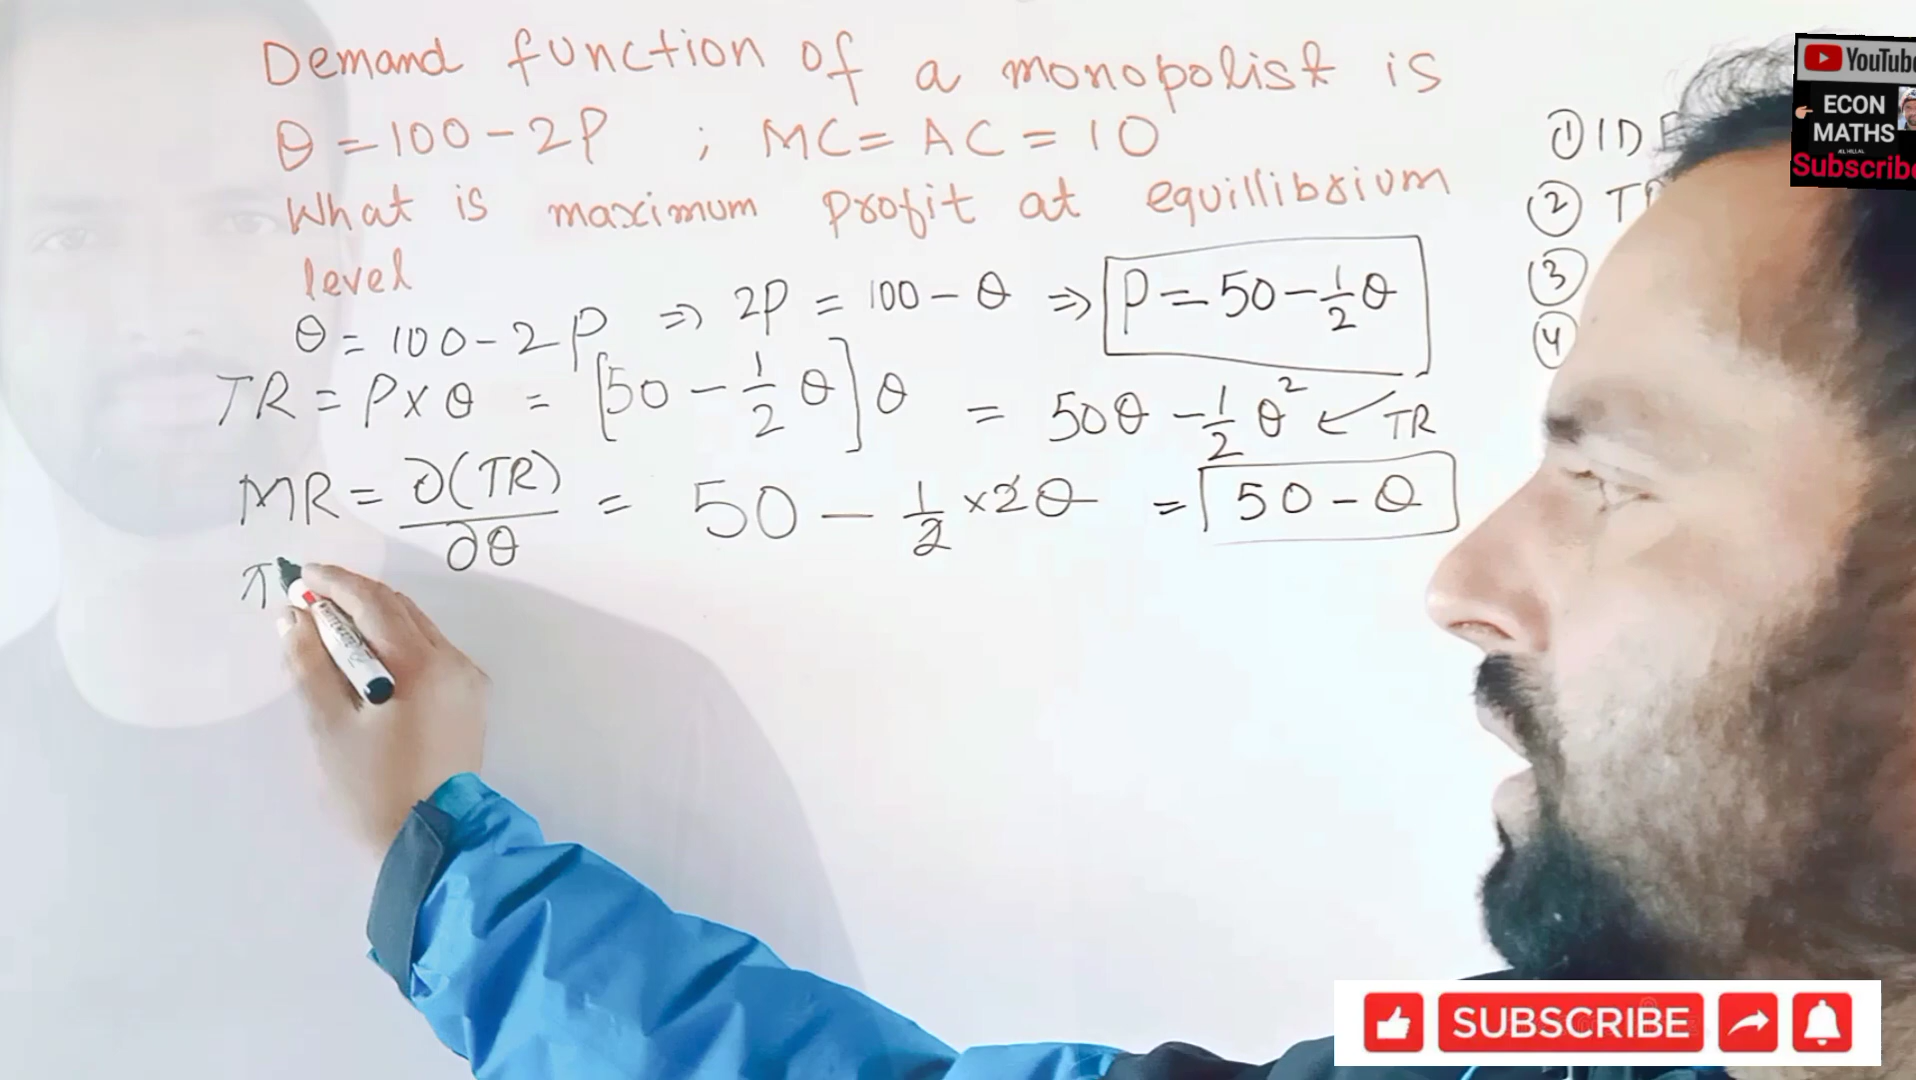 Demand function of a monopolist is
Q = 100 - 2P ; MC = AC = 10
What is maximum profit at equillibrium
level
Q = 100 - 2P ⇒ 2P = 100 - Q ⇒ P = 50 - 1/2 Q
TR = P × Q = [50 - 1/2 Q] Q = 50Q - 1/2 Q² ← TR
MR = ∂(TR)/∂Q = 50 - 1/2 × 2Q = 50 - Q
π
① ID
② TR
③
④
YouTube
ECON
MATHS
Subscribe
SUBSCRIBE